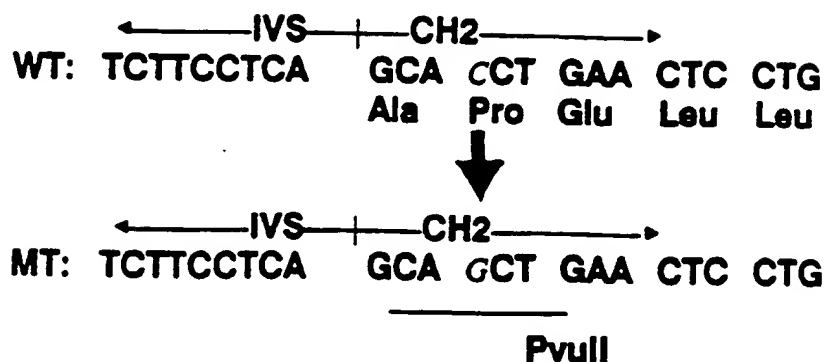 IVS CH2
WT: TCTTCCTCA GCA CCT GAA CTC CTG
Ala Pro Glu Leu Leu
IVS CH2
MT: TCTTCCTCA GCA GCT GAA CTC CTG
PvuII